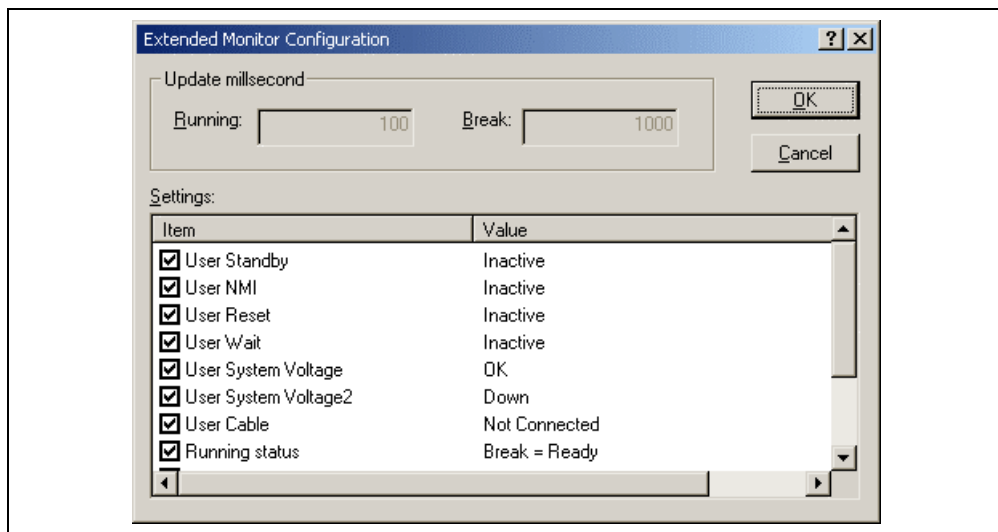 Extended Monitor Configuration
Update millsecond
Running: 100 Break: 1000
OK
Cancel
Settings:
Item Value
User Standby Inactive
User NMI Inactive
User Reset Inactive
User Wait Inactive
User System Voltage OK
User System Voltage2 Down
User Cable Not Connected
Running status Break = Ready